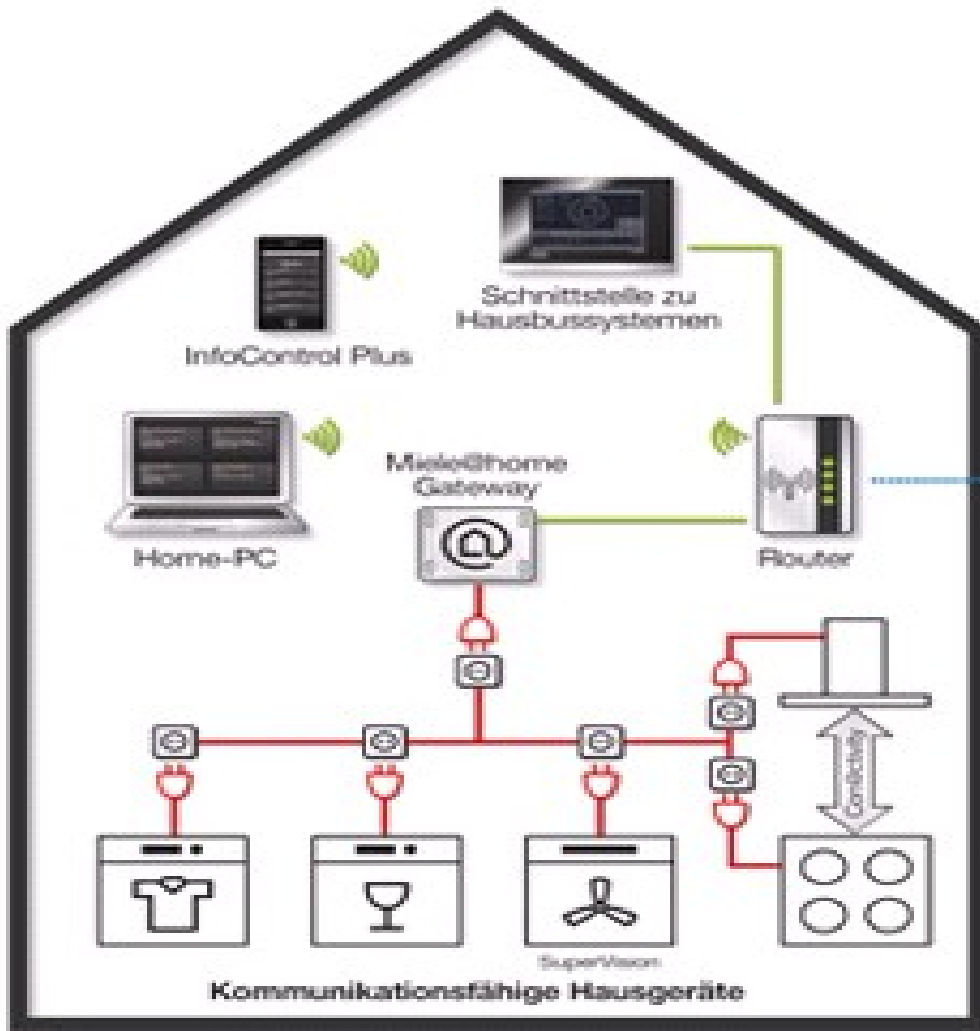 Schnittstelle zu
Hausbussystemen
InfoControl Plus
Miele@home
Gateway
Home-PC
Router
Con@ctivity
SuperVision
Kommunikationsfähige Hausgeräte